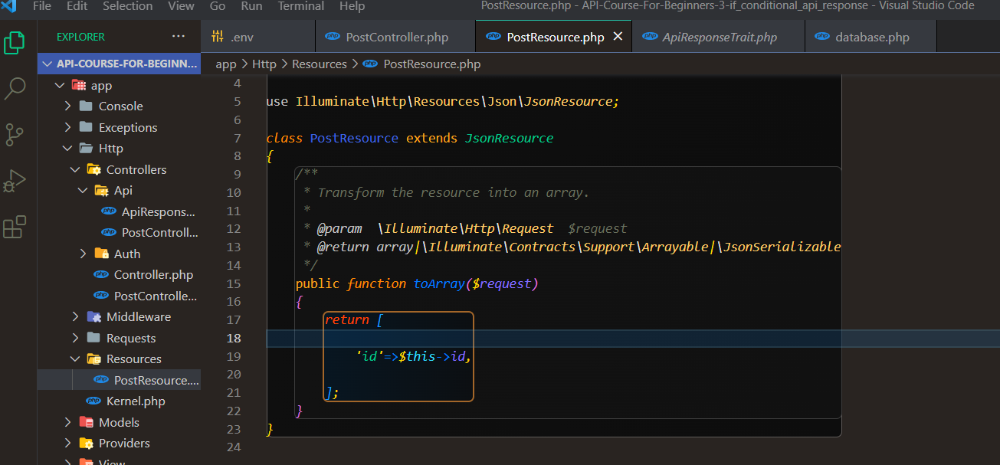 File Edit Selection View Go Run Terminal Help PostResource.php - API-Course-For-Beginners-3-if_conditional_api_response - Visual Studio Code
EXPLORER ...
.env PostController.php PostResource.php ApiResponseTrait.php database.php
API-COURSE-FOR-BEGINN...
app > Http > Resources > PostResource.php
app
Console
Exceptions
Http
Controllers
Api
ApiRespons...
PostControll...
Auth
Controller.php
PostControlle...
Middleware
Requests
Resources
PostResource....
Kernel.php
Models
Providers
View
4
5 use Illuminate\Http\Resources\Json\JsonResource;
6
7 class PostResource extends JsonResource
8 {
9 /**
10 * Transform the resource into an array.
11 *
12 * @param  \Illuminate\Http\Request  $request
13 * @return array|\Illuminate\Contracts\Support\Arrayable|\JsonSerializable
14 */
15 public function toArray($request)
16 {
17 return [
18
19 'id'=>$this->id,
20
21 ];
22 }
23 }
24